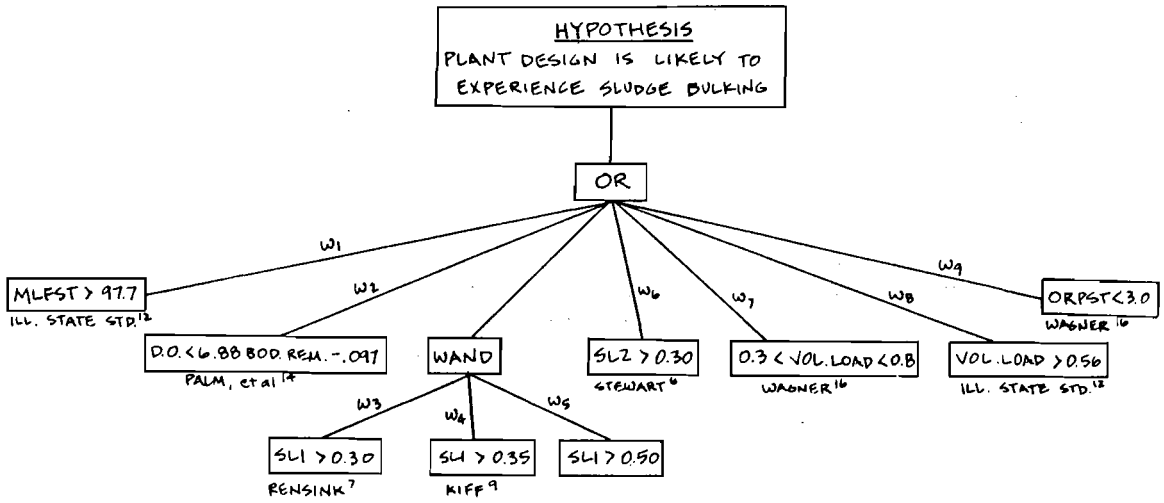 HYPOTHESIS
PLANT DESIGN IS LIKELY TO
EXPERIENCE SLUDGE BULKING
OR
W1
W2
W6
W7
W8
W9
MLFST > 97.7
ILL. STATE STD.12
D.O. < 6.88 BOD. REM. - .097
PALM, et al 14
WAND
SL2 > 0.30
STEWART 6
0.3 < VOL. LOAD < 0.8
WAGNER 16
VOL. LOAD > 0.56
ILL. STATE STD.12
ORPST < 3.0
WAGNER 16
W3
W4
W5
SL1 > 0.30
RENSINK 7
SL1 > 0.35
KIFF 9
SL1 > 0.50